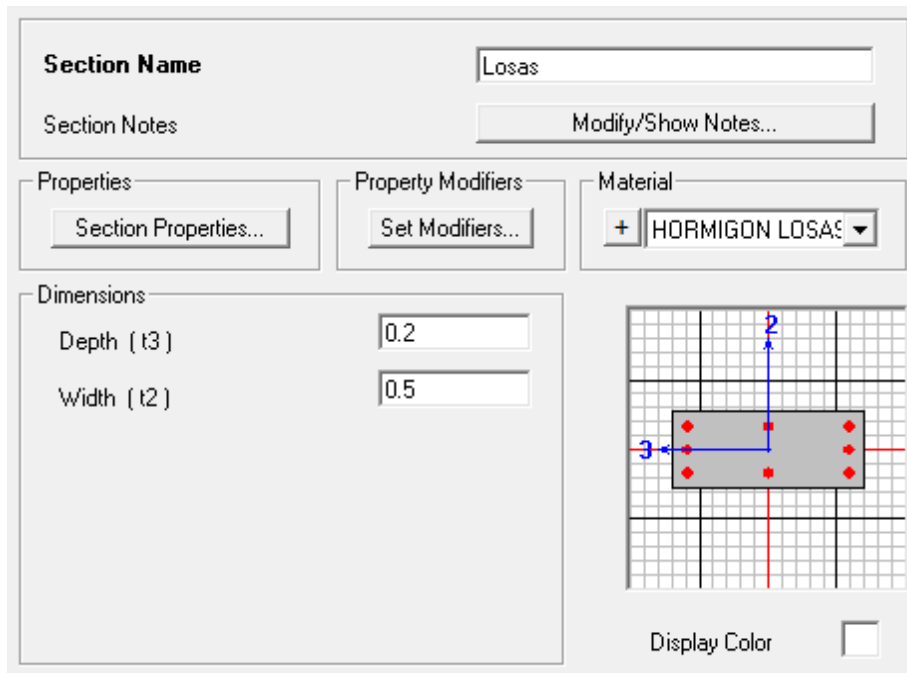 Section Name Losas
Section Notes Modify/Show Notes...
Properties Property Modifiers Material
Section Properties... Set Modifiers... + HORMIGON LOSAS
Dimensions
Depth ( t3 ) 0.2
Width ( t2 ) 0.5
2
3
Display Color